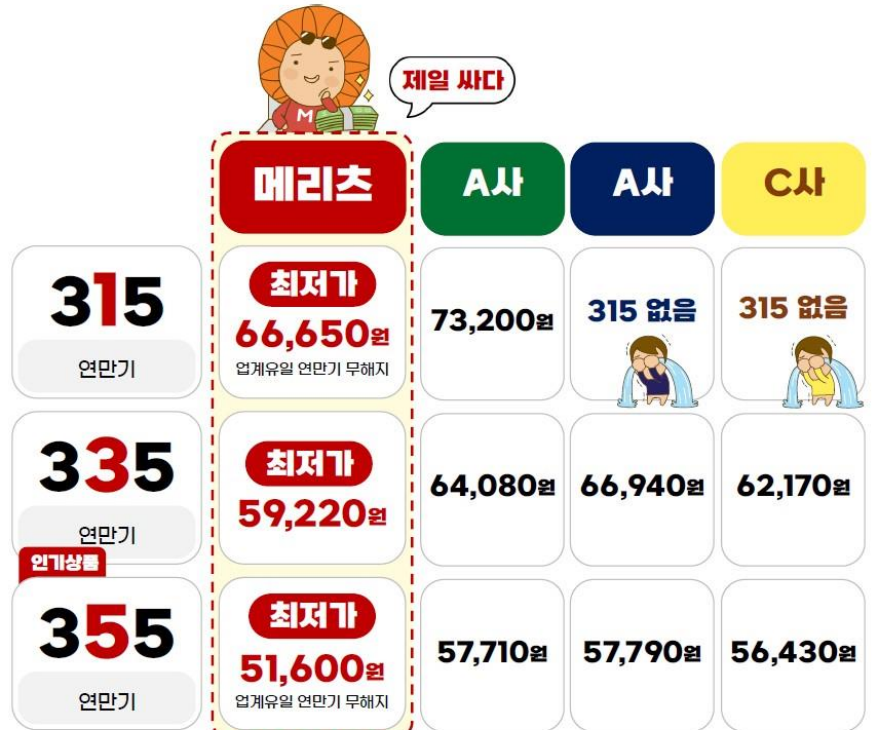 제일 싸다
M
메리츠 A사 A사 C사
315
연만기
최저가
66,650원
업계유일 연만기 무해지
73,200원
315 없음
315 없음
335
연만기
최저가
59,220원
64,080원
66,940원
62,170원
인기상품
355
연만기
최저가
51,600원
업계유일 연만기 무해지
57,710원
57,790원
56,430원